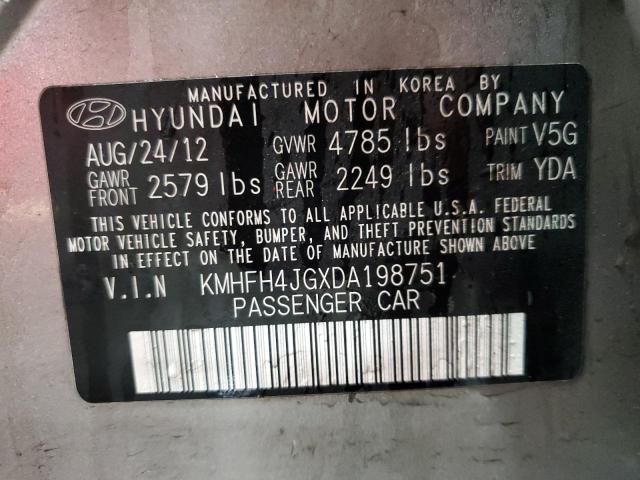 MANUFACTURED IN KOREA BY
HYUNDAI MOTOR COMPANY
AUG/24/12 GVWR 4785 lbs PAINT V5G
GAWR FRONT 2579 lbs GAWR REAR 2249 lbs TRIM YDA
THIS VEHICLE CONFORMS TO ALL APPLICABLE U.S.A. FEDERAL
MOTOR VEHICLE SAFETY, BUMPER, AND THEFT PREVENTION STANDARDS
IN EFFECT ON THE DATE OF MANUFACTURE SHOWN ABOVE
V.I.N KMHFH4JGXDA198751
PASSENGER CAR